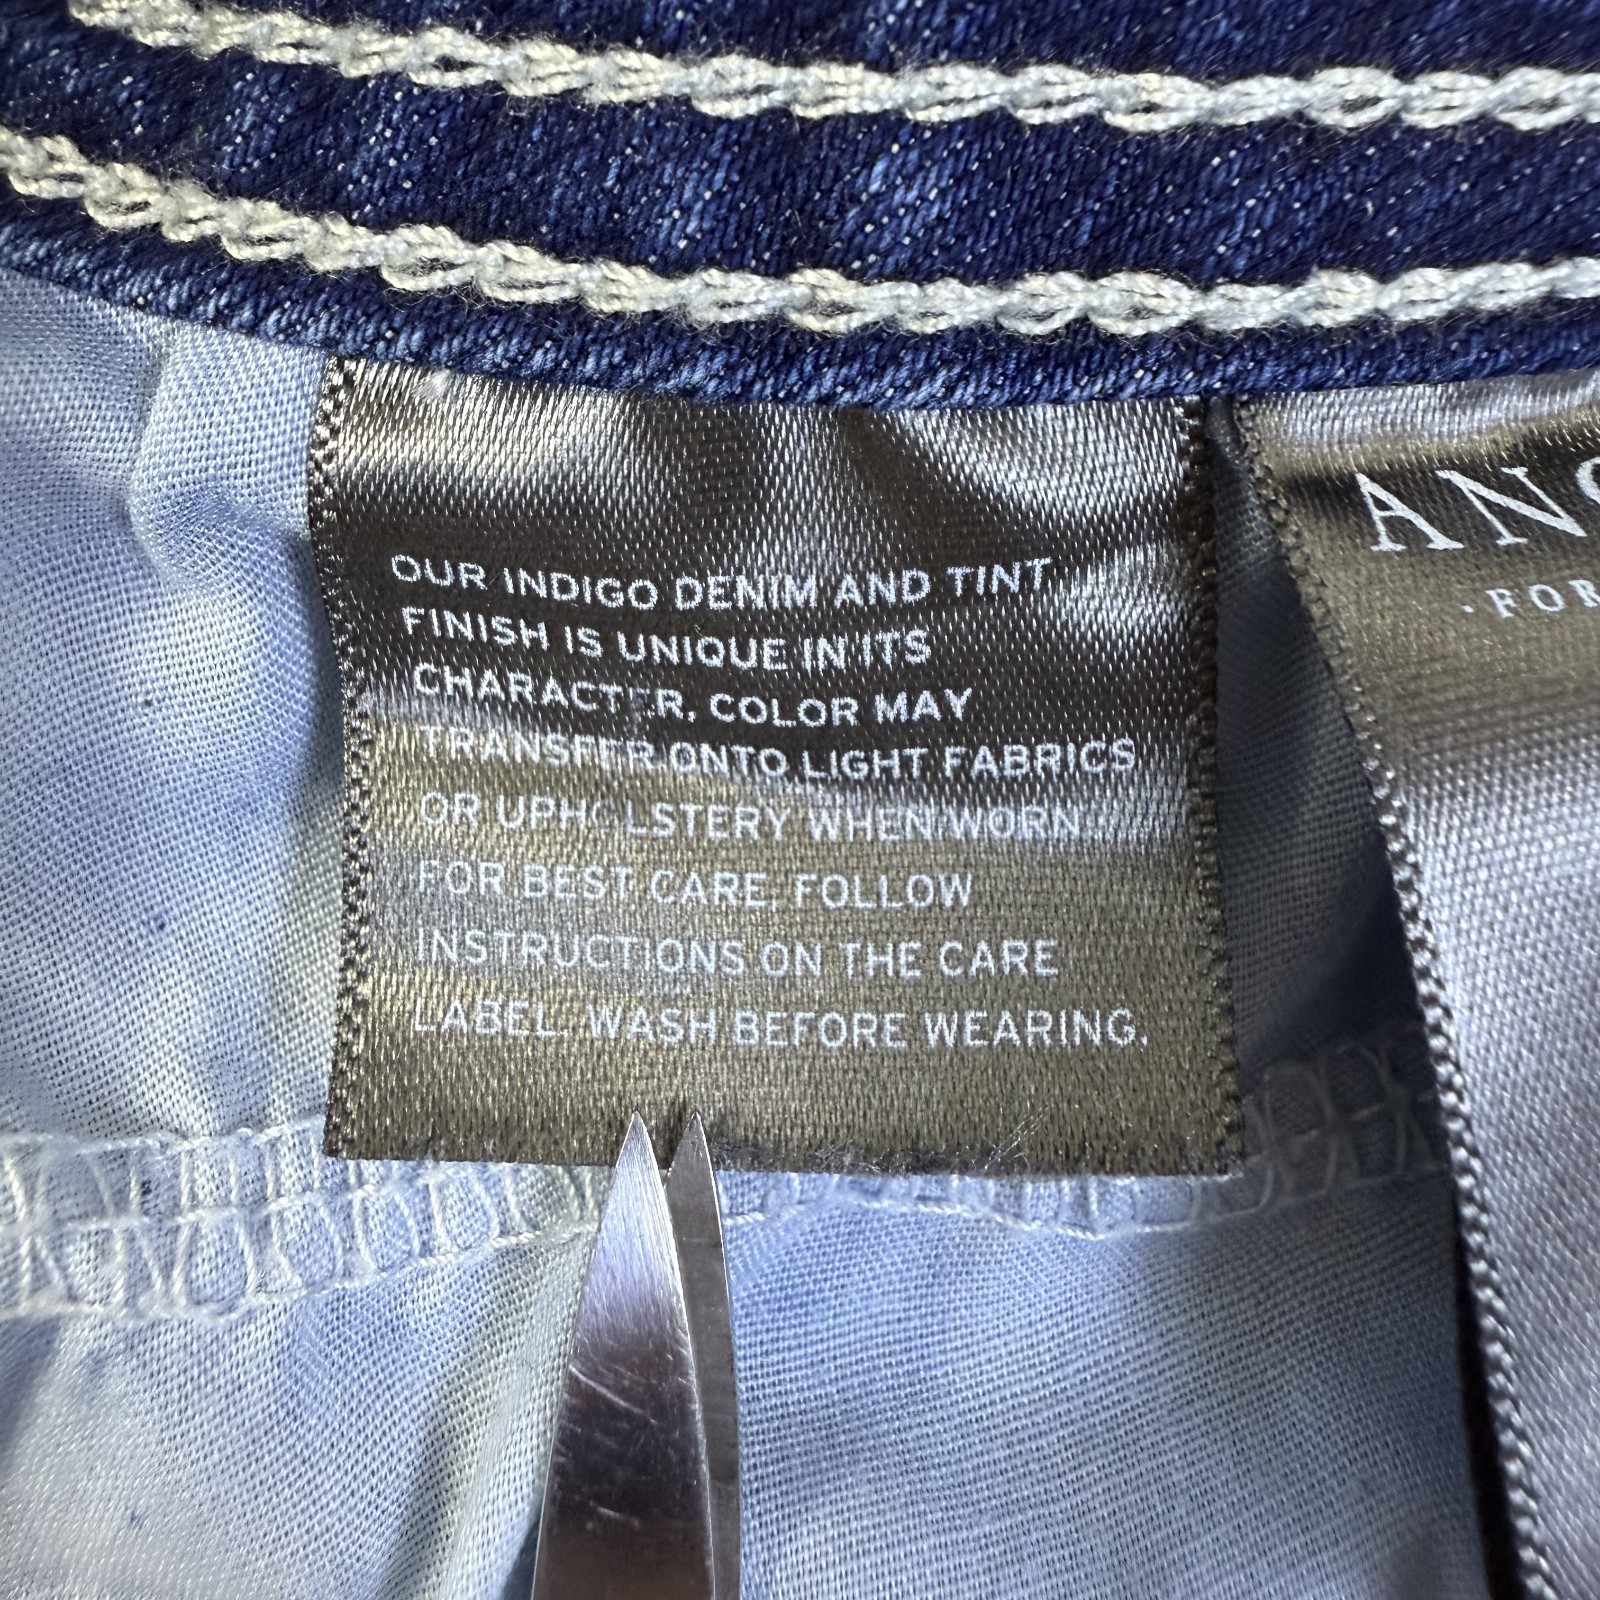 OUR INDIGO DENIM AND TINT
FINISH IS UNIQUE IN ITS
CHARACTER, COLOR MAY
TRANSFER ONTO LIGHT FABRICS
OR UPHOLSTERY WHEN WORN
FOR BEST CARE, FOLLOW
INSTRUCTIONS ON THE CARE
LABEL. WASH BEFORE WEARING.
·FOR